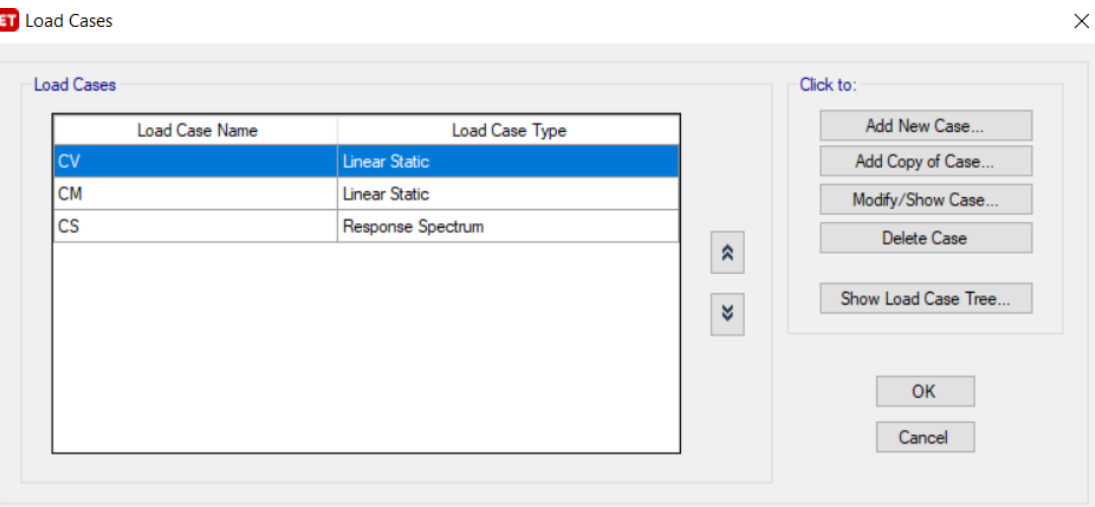 ET Load Cases
Load Cases
Load Case Name Load Case Type
CV Linear Static
CM Linear Static
CS Response Spectrum
Click to:
Add New Case...
Add Copy of Case...
Modify/Show Case...
Delete Case
Show Load Case Tree...
OK
Cancel